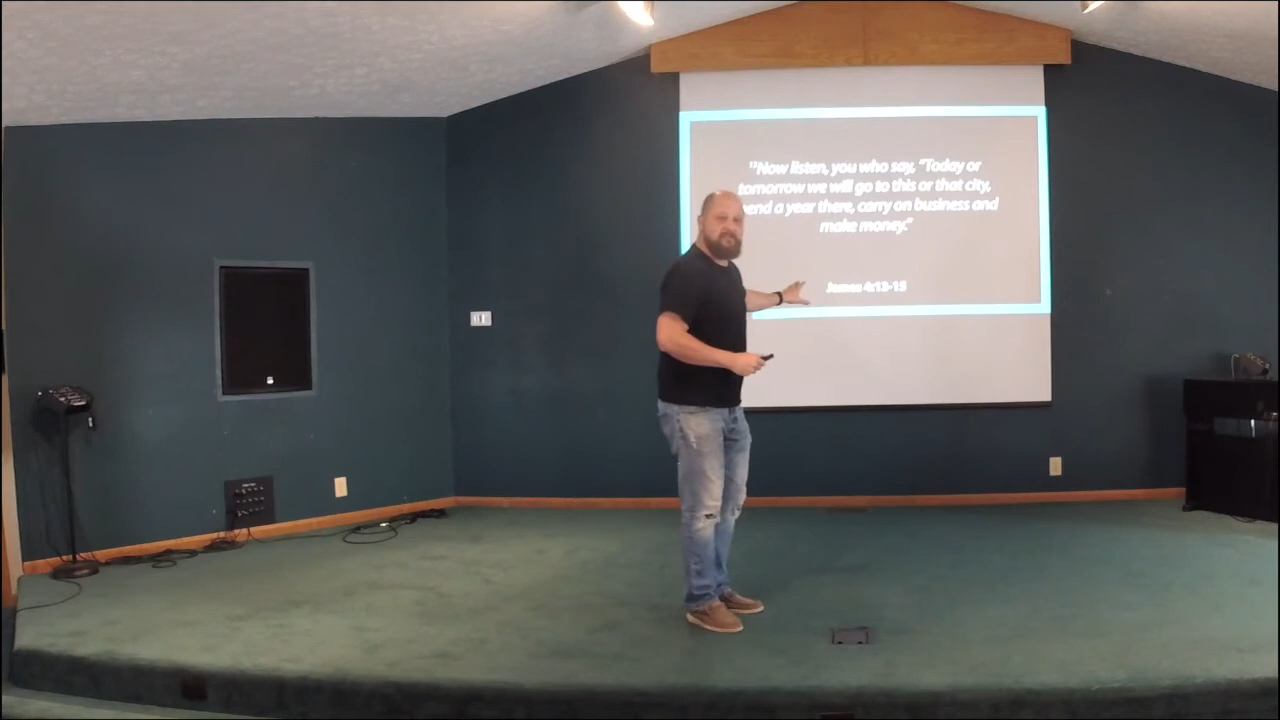 "Now listen, you who say, “Today or
tomorrow we will go to this or that city,
a year there, carry on business and
make money.”
James 4:13-15